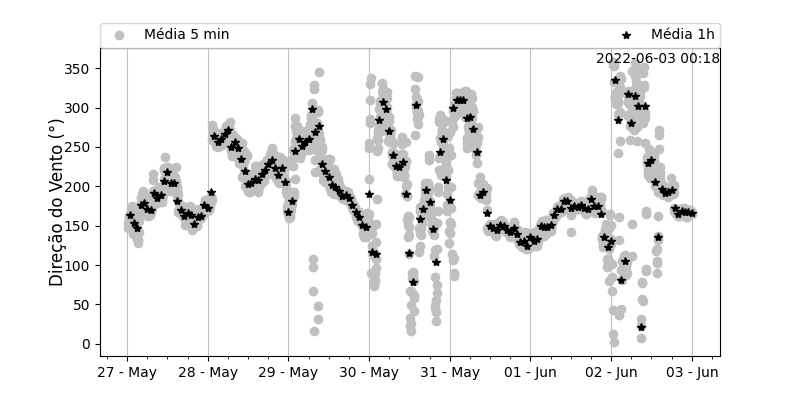 Média 5 min
Média 1h
2022-06-03 00:18
Direção do Vento (°)
350
300
250
200
150
100
50
0
27 - May
28 - May
29 - May
30 - May
31 - May
01 - Jun
02 - Jun
03 - Jun